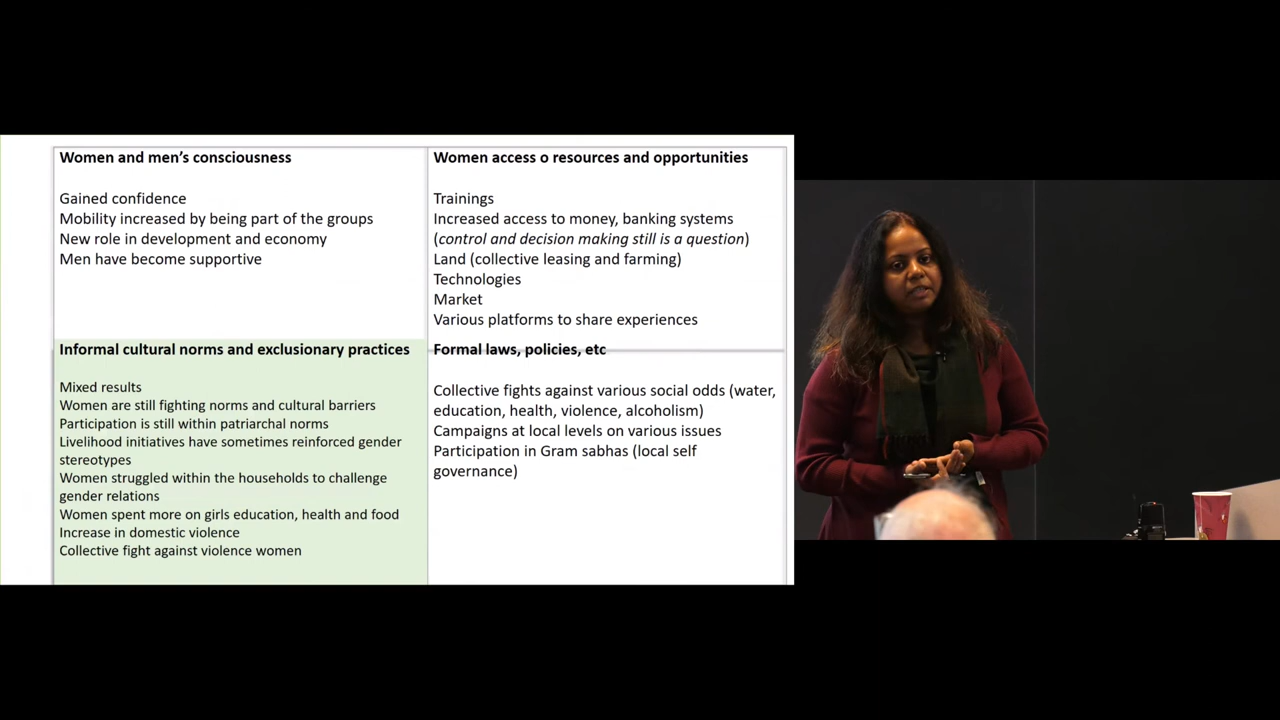 Women and men's consciousness
Gained confidence
Mobility increased by being part of the groups
New role in development and economy
Men have become supportive
Women access o resources and opportunities
Trainings
Increased access to money, banking systems
(control and decision making still is a question)
Land (collective leasing and farming)
Technologies
Market
Various platforms to share experiences
Informal cultural norms and exclusionary practices
Mixed results
Women are still fighting norms and cultural barriers
Participation is still within patriarchal norms
Livelihood initiatives have sometimes reinforced gender
stereotypes
Women struggled within the households to challenge
gender relations
Women spent more on girls education, health and food
Increase in domestic violence
Collective fight against violence women
Formal laws, policies, etc
Collective fights against various social odds (water,
education, health, violence, alcoholism)
Campaigns at local levels on various issues
Participation in Gram sabhas (local self
governance)